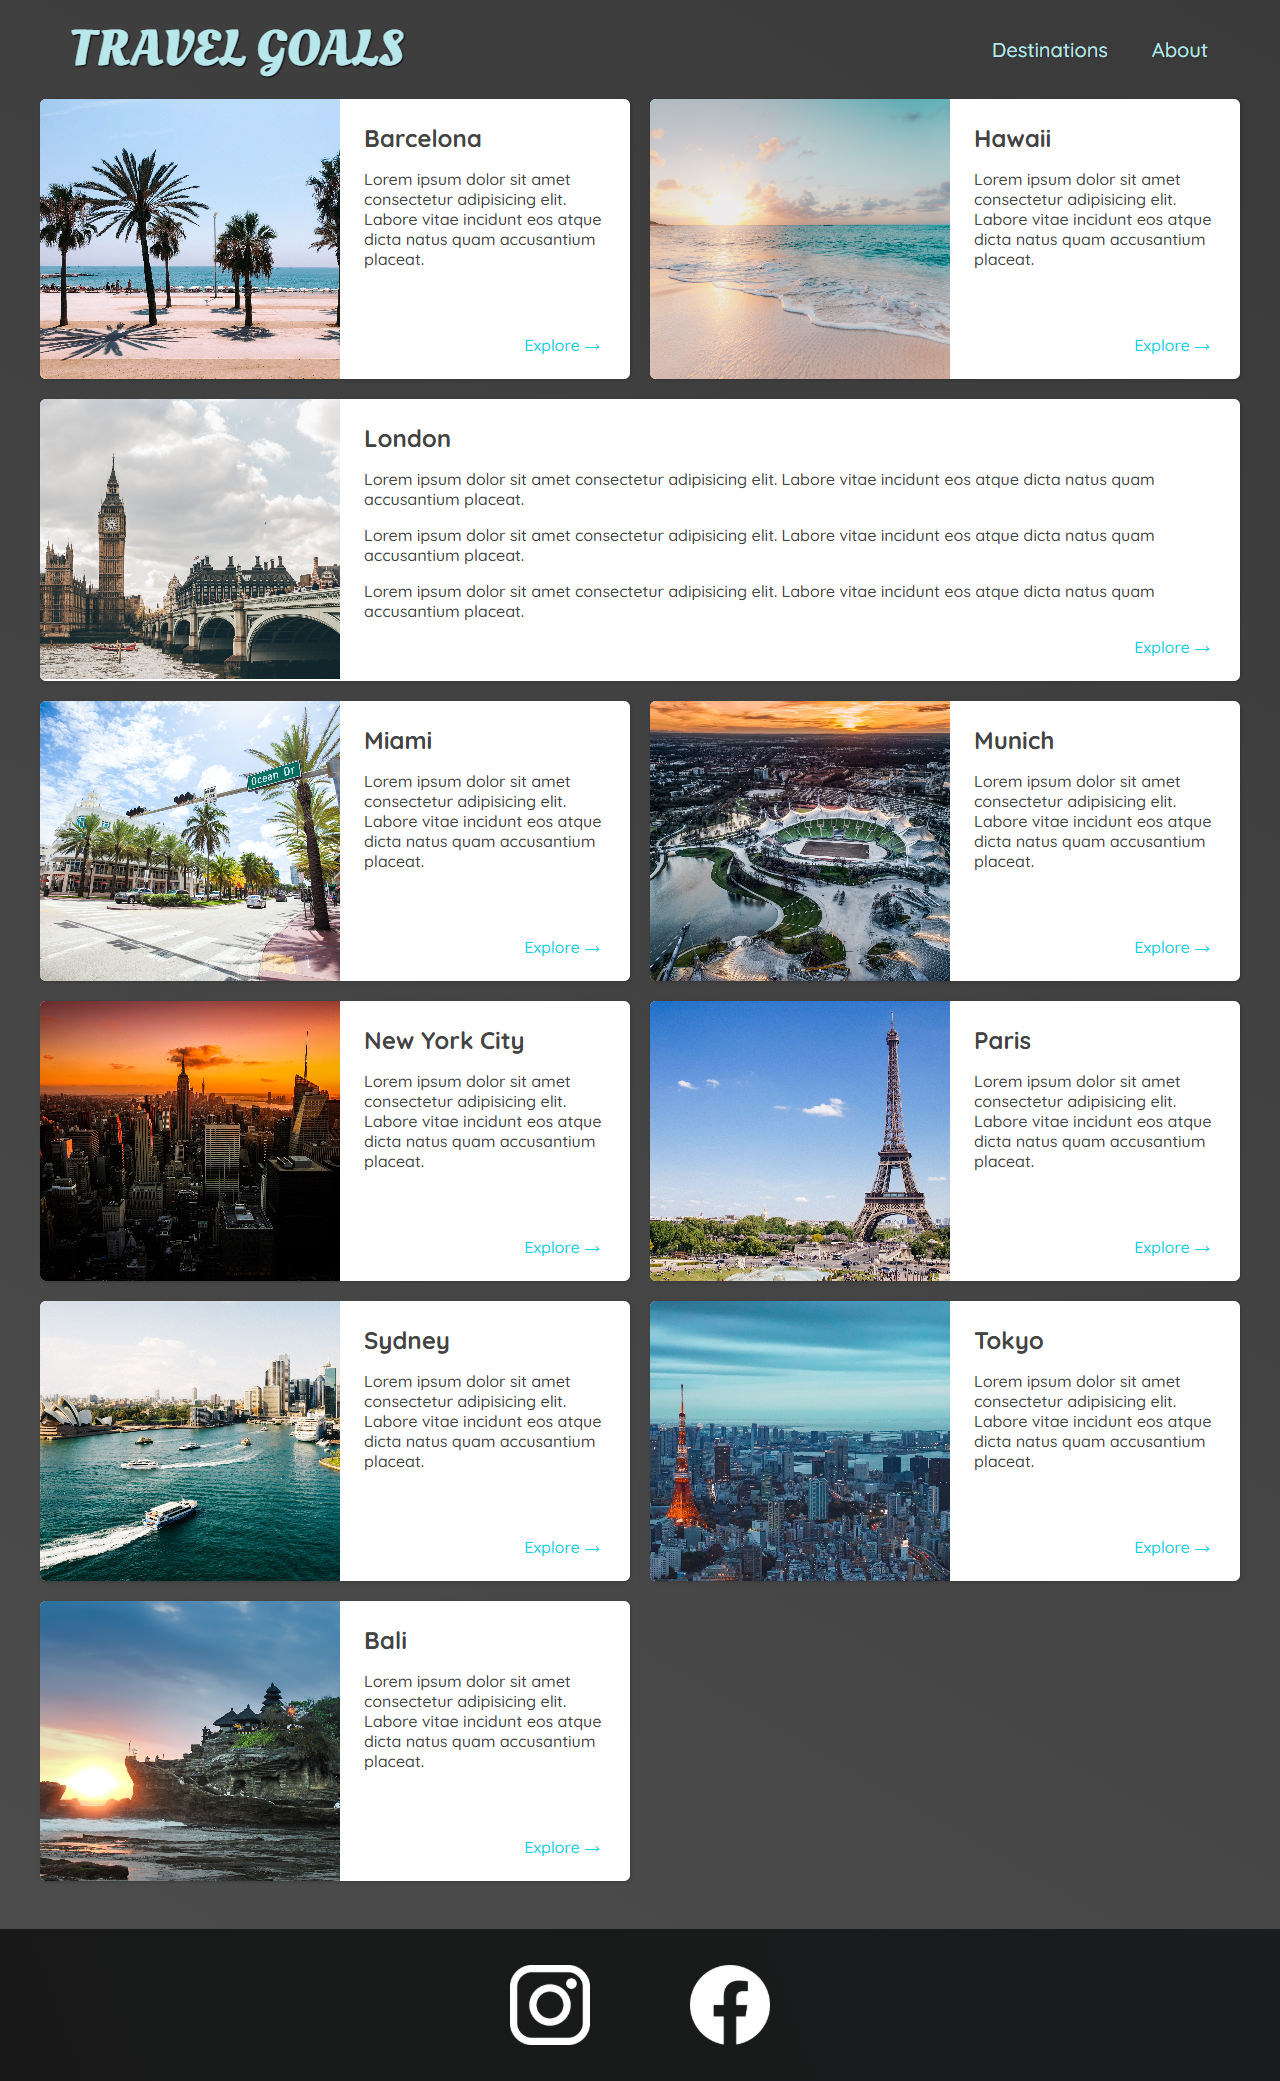 TRAVEL GOALS
Destinations
About
Barcelona
Lorem ipsum dolor sit amet
consectetur adipisicing elit.
Labore vitae incidunt eos atque
dicta natus quam accusantium
placeat.
Explore →
Hawaii
Lorem ipsum dolor sit amet
consectetur adipisicing elit.
Labore vitae incidunt eos atque
dicta natus quam accusantium
placeat.
Explore →
London
Lorem ipsum dolor sit amet consectetur adipisicing elit. Labore vitae incidunt eos atque dicta natus quam
accusantium placeat.
Lorem ipsum dolor sit amet consectetur adipisicing elit. Labore vitae incidunt eos atque dicta natus quam
accusantium placeat.
Lorem ipsum dolor sit amet consectetur adipisicing elit. Labore vitae incidunt eos atque dicta natus quam
accusantium placeat.
Explore →
Ocean Dr
Miami
Lorem ipsum dolor sit amet
consectetur adipisicing elit.
Labore vitae incidunt eos atque
dicta natus quam accusantium
placeat.
Explore →
Munich
Lorem ipsum dolor sit amet
consectetur adipisicing elit.
Labore vitae incidunt eos atque
dicta natus quam accusantium
placeat.
Explore →
New York City
Lorem ipsum dolor sit amet
consectetur adipisicing elit.
Labore vitae incidunt eos atque
dicta natus quam accusantium
placeat.
Explore →
Paris
Lorem ipsum dolor sit amet
consectetur adipisicing elit.
Labore vitae incidunt eos atque
dicta natus quam accusantium
placeat.
Explore →
Sydney
Lorem ipsum dolor sit amet
consectetur adipisicing elit.
Labore vitae incidunt eos atque
dicta natus quam accusantium
placeat.
Explore →
Tokyo
Lorem ipsum dolor sit amet
consectetur adipisicing elit.
Labore vitae incidunt eos atque
dicta natus quam accusantium
placeat.
Explore →
Bali
Lorem ipsum dolor sit amet
consectetur adipisicing elit.
Labore vitae incidunt eos atque
dicta natus quam accusantium
placeat.
Explore →